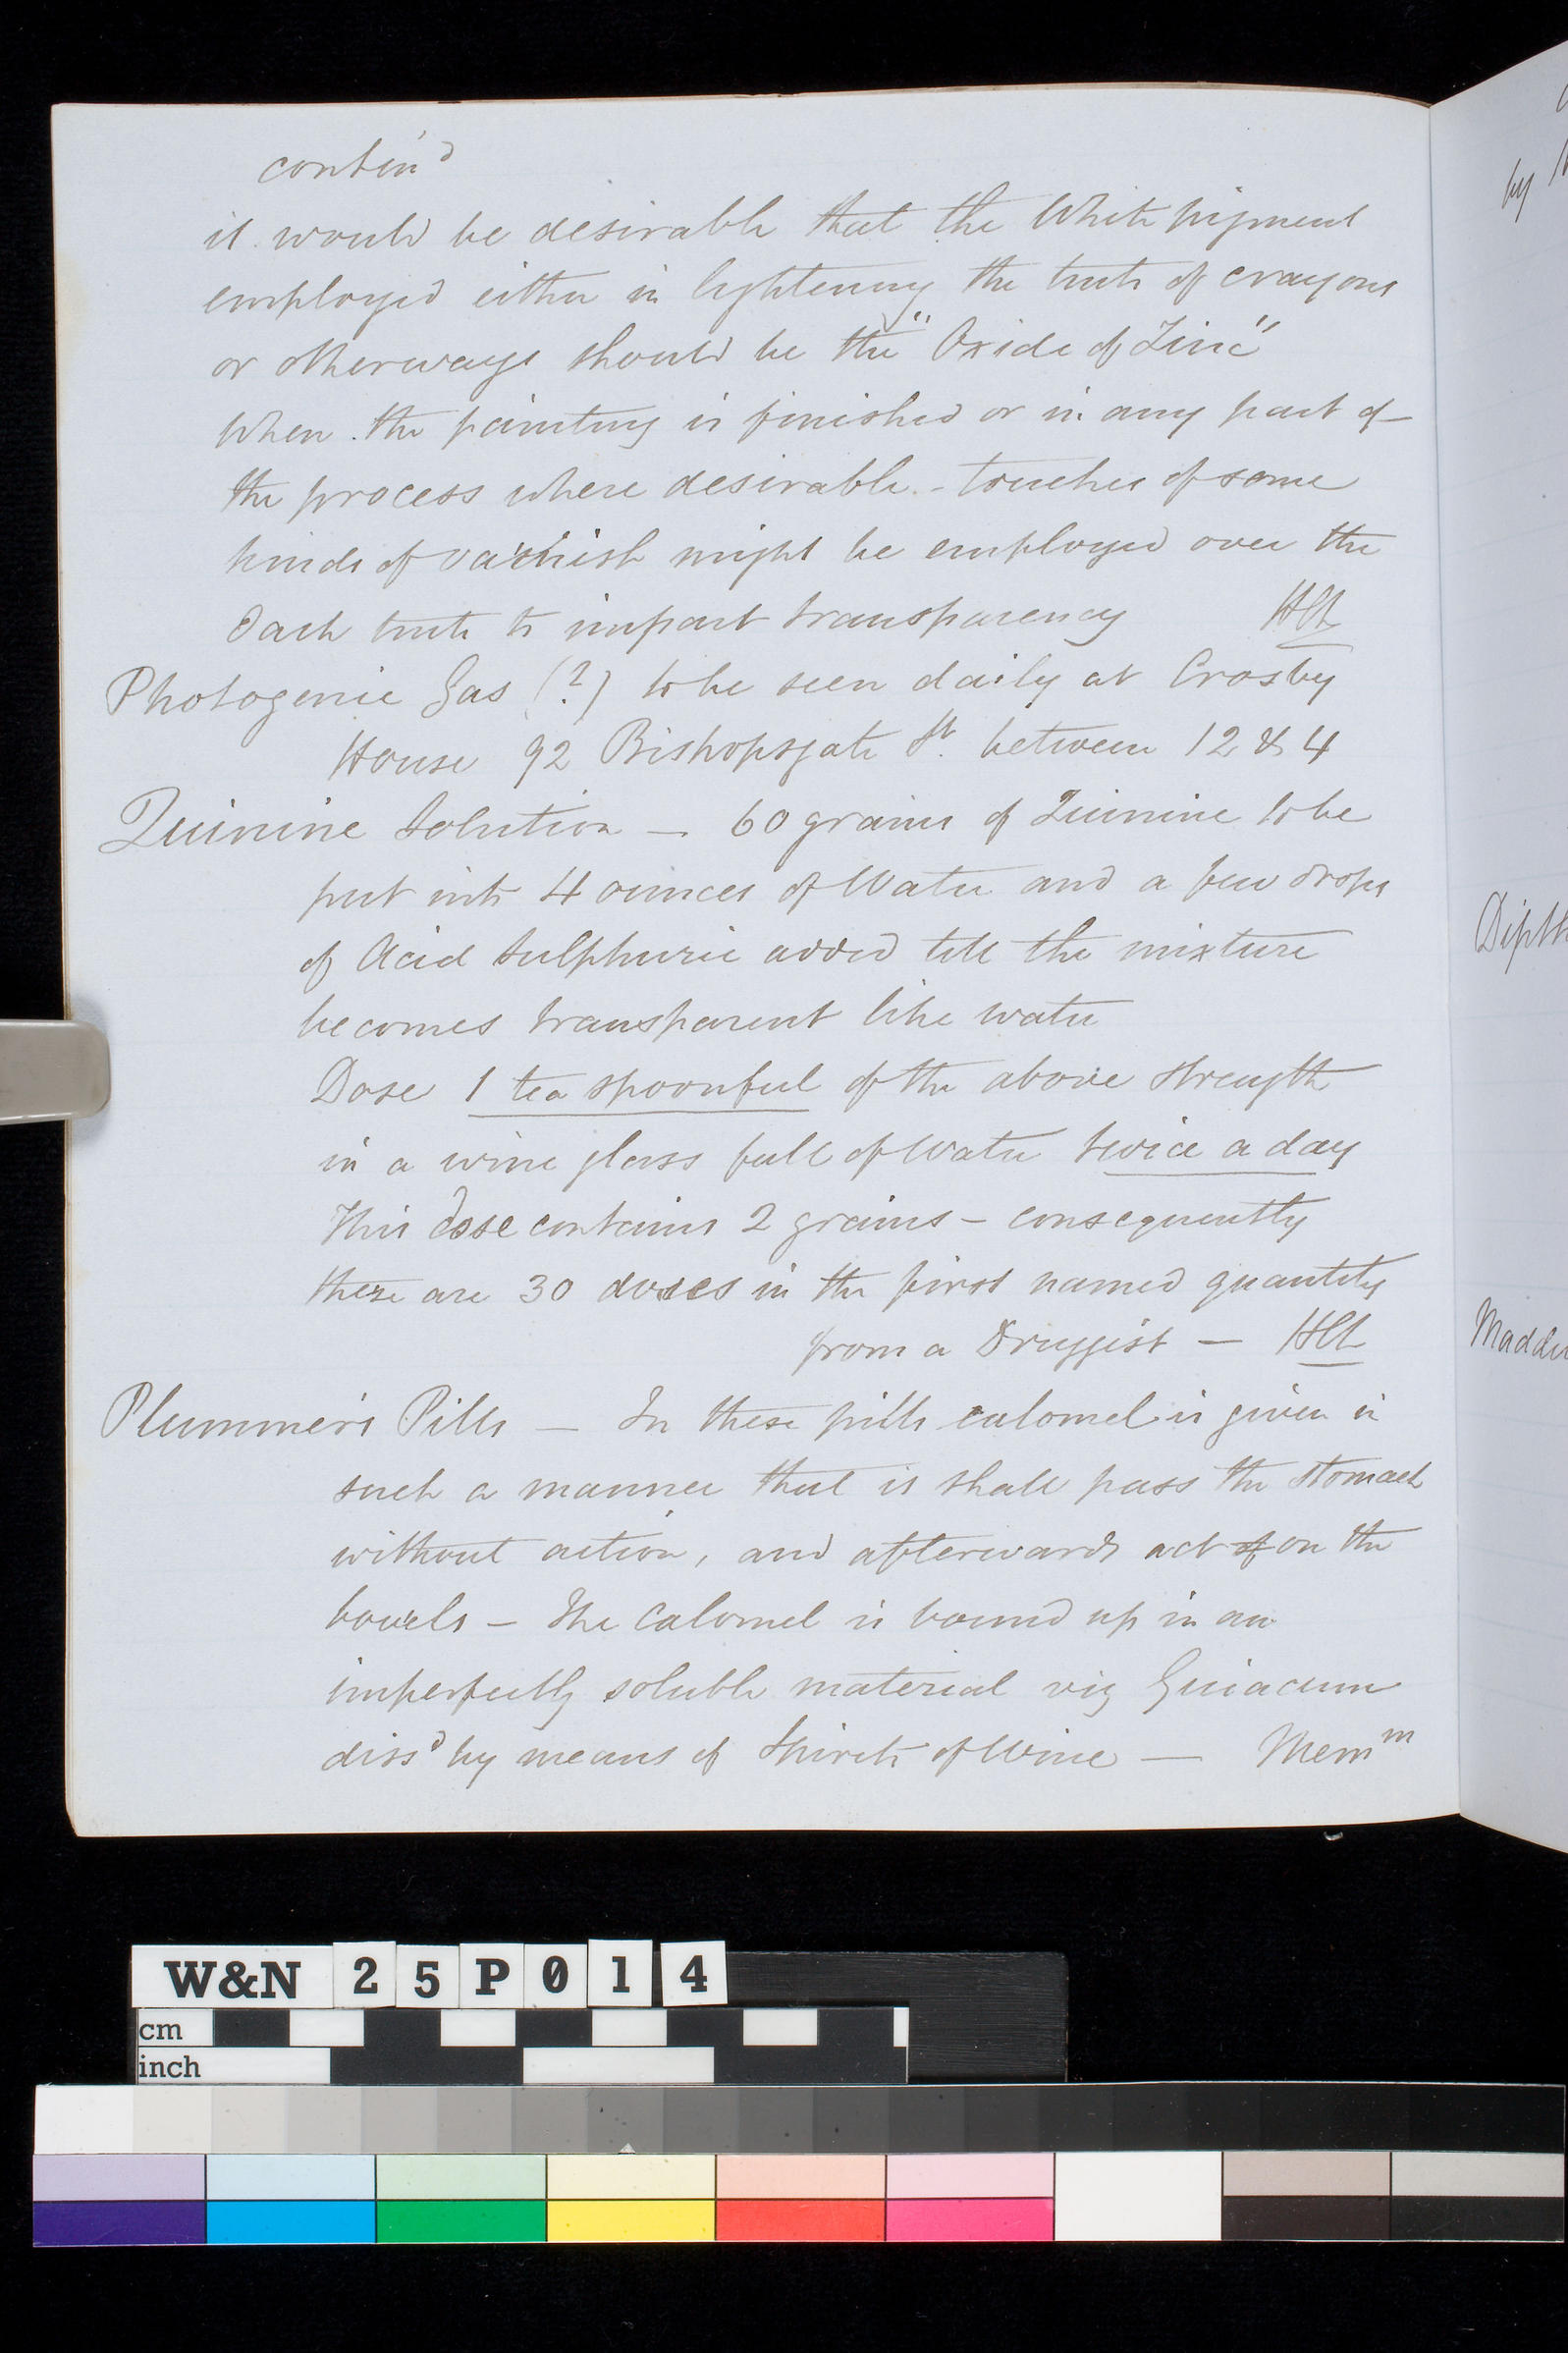 contin'd
it would be desirable that the White pigment
employed either in lightening the tints of crayons
or otherways should be the "Oxide of Zinc"
When the painting is finished or in any part of
the process where desirable - touches of some
kinds of varnish might be employed over the
dark tints to impart transparency HCN
Photogenic Gas (?) to be seen daily at Crosby
House 92 Bishopsgate St. between 12 & 4
Quinine Solution — 60 grains of Quinine to be
put into 4 ounces of Water and a few drops
of Acid Sulphuric added till the mixture
becomes transparent like water
Dose 1 tea spoonful of the above strength
in a wine glass full of Water twice a day
This dose contains 2 grains - consequently
there are 30 doses in the first named quantity
from a Druggist — HCN
Plummer's Pills — In these pills calomel is given in
such a manner that is shall pass the stomach
without action, and afterwards act of on the
bowels - The Calomel is bound up in an
imperfectly soluble material viz Guiacum
dissd by means of Spirits of Wine — Memm
by
Dipth
Madde
W&N 25P014
cm
inch